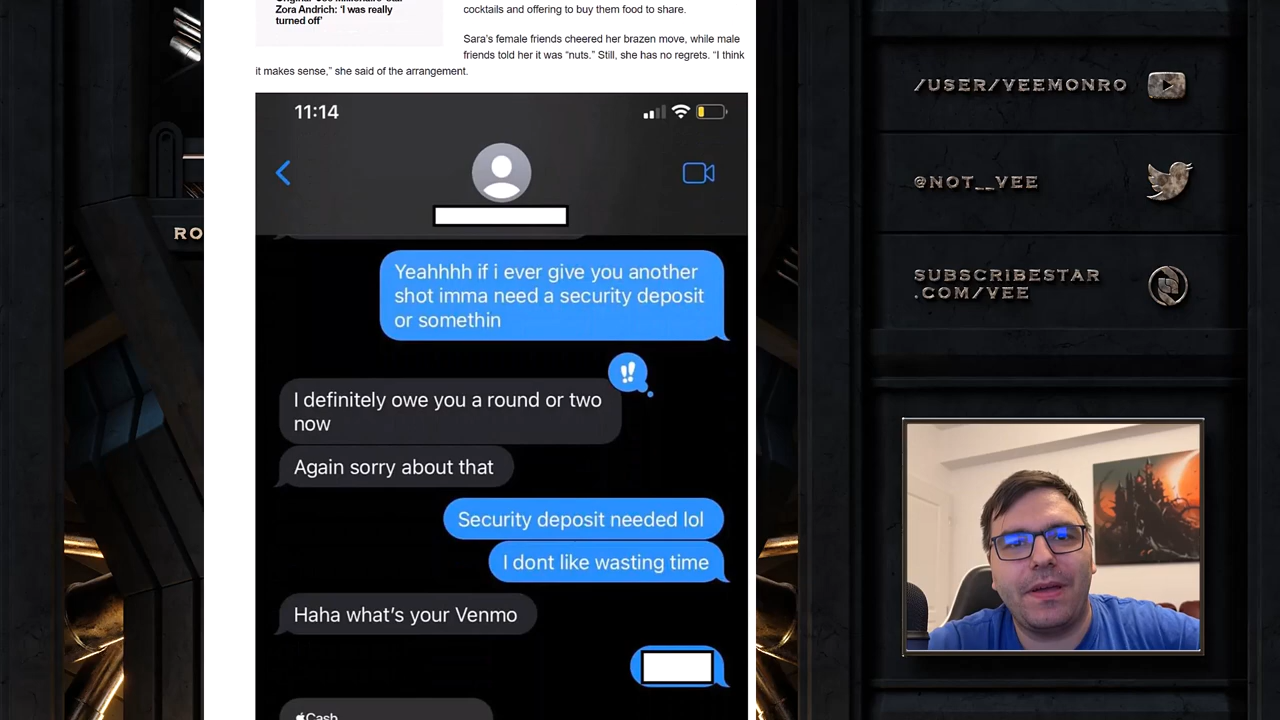 Zora Andrich: ‘I was really
turned off’
cocktails and offering to buy them food to share.
Sara’s female friends cheered her brazen move, while male
friends told her it was “nuts.” Still, she has no regrets. “I think
it makes sense,” she said of the arrangement.
11:14
Yeahhhh if i ever give you another
shot imma need a security deposit
or somethin
!!
I definitely owe you a round or two
now
Again sorry about that
Security deposit needed lol
I dont like wasting time
Haha what’s your Venmo
Cash
RO
/USER/VEEMONRO
@NOT__VEE
SUBSCRIBESTAR
.COM/VEE